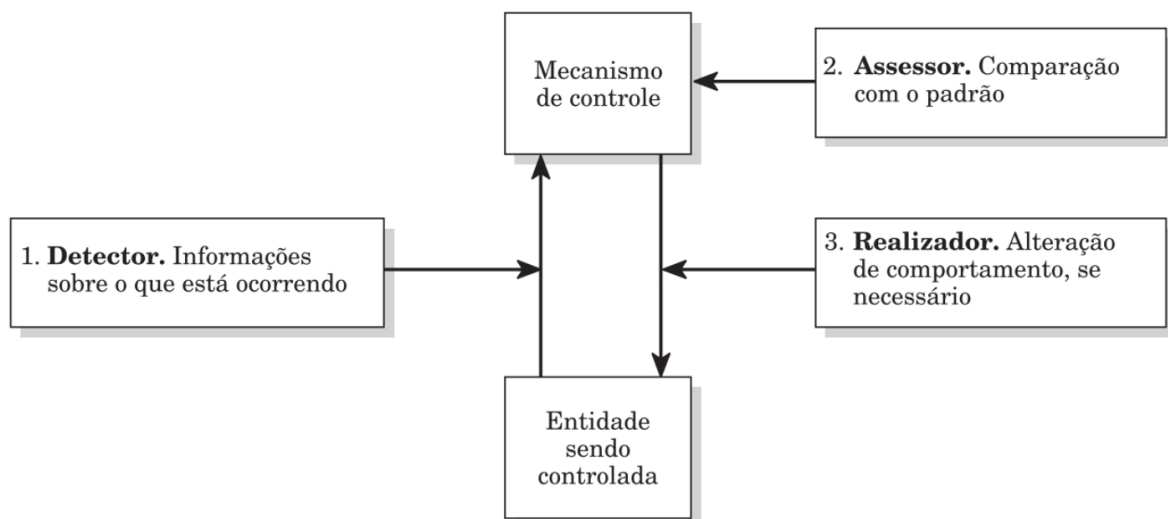 Mecanismo
de controle
2. Assessor. Comparação
com o padrão
1. Detector. Informações
sobre o que está ocorrendo
3. Realizador. Alteração
de comportamento, se
necessário
Entidade
sendo
controlada